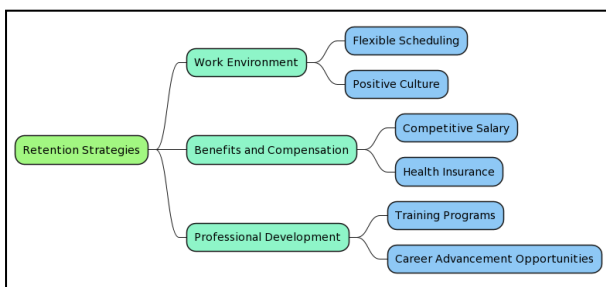 Retention Strategies
Work Environment
Flexible Scheduling
Positive Culture
Benefits and Compensation
Competitive Salary
Health Insurance
Professional Development
Training Programs
Career Advancement Opportunities